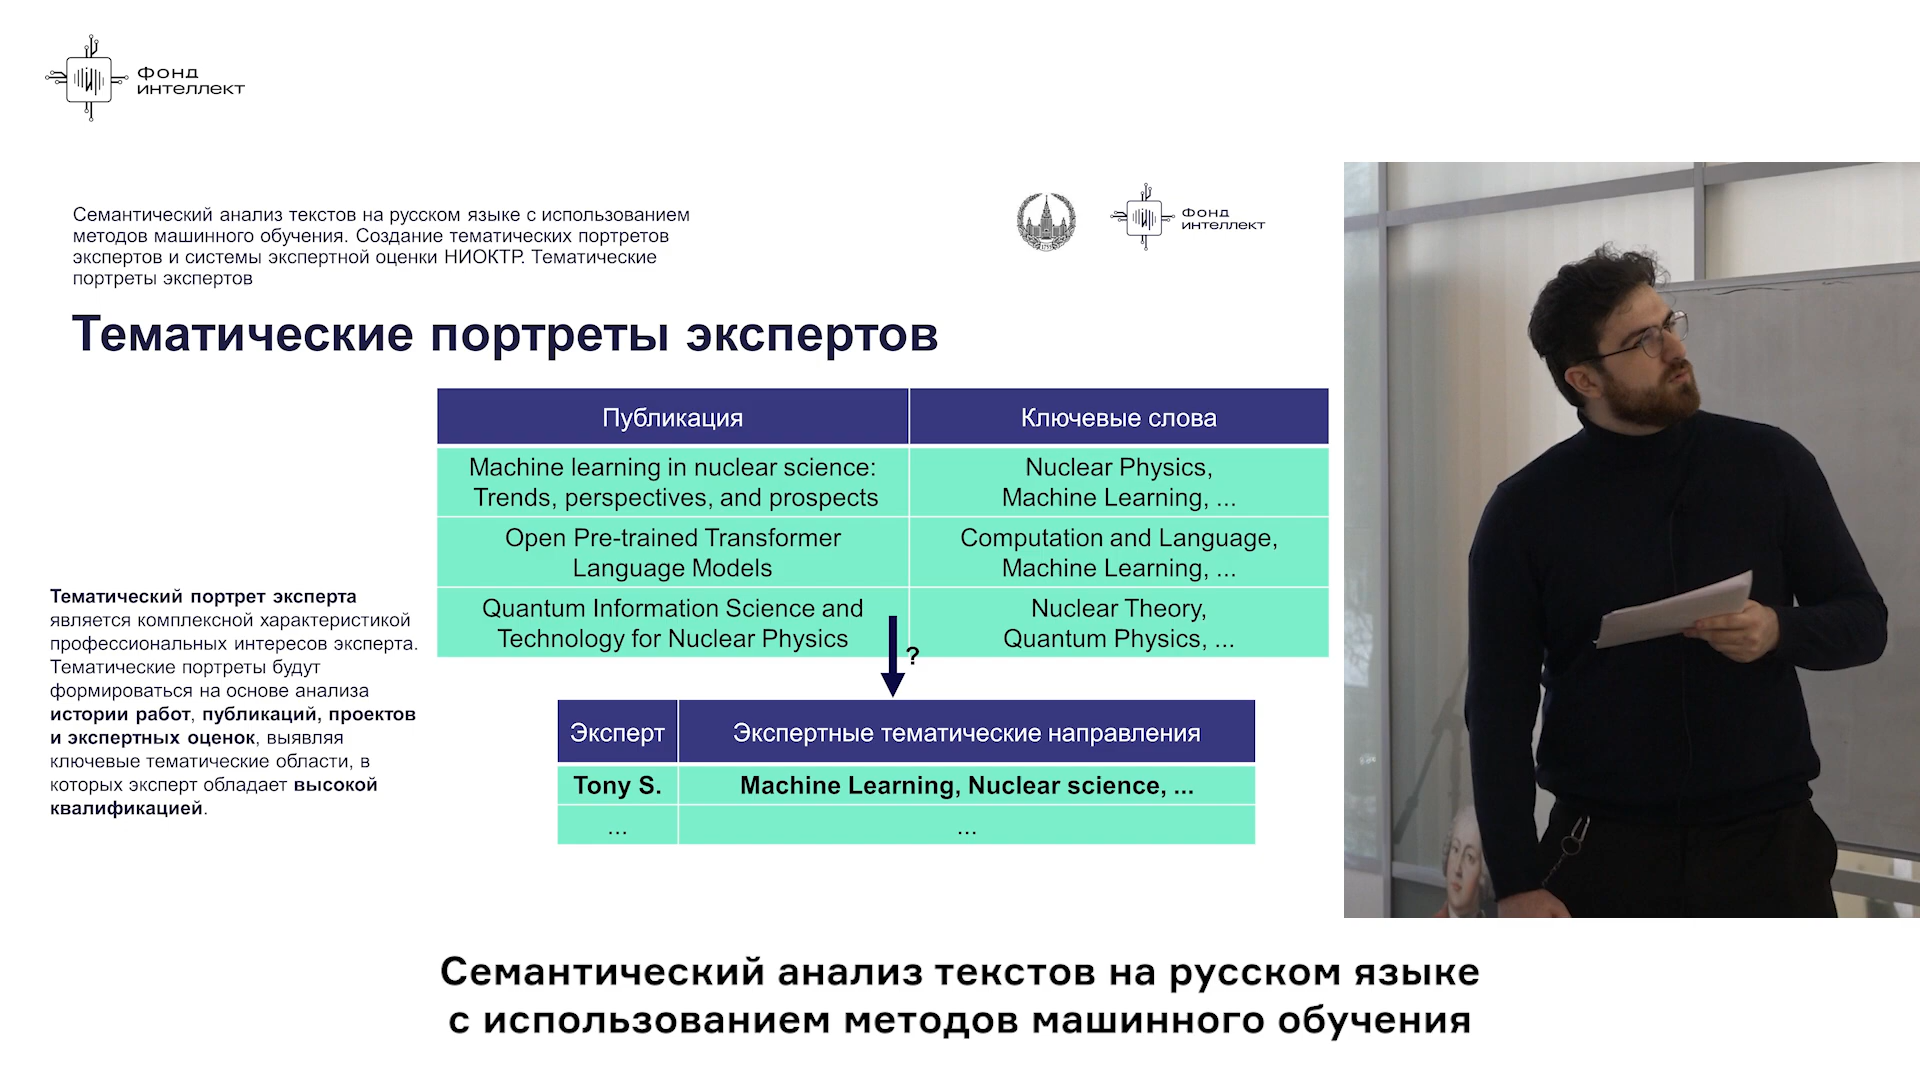 Фонд
интеллект
Семантический анализ текстов на русском языке с использованием
методов машинного обучения. Создание тематических портретов
экспертов и системы экспертной оценки НИОКТР. Тематические
портреты экспертов
1755
Фонд
интеллект
Тематические портреты экспертов
Публикация
Ключевые слова
Machine learning in nuclear science:
Trends, perspectives, and prospects
Nuclear Physics,
Machine Learning, ...
Open Pre-trained Transformer
Language Models
Computation and Language,
Machine Learning, ...
Quantum Information Science and
Technology for Nuclear Physics
Nuclear Theory,
Quantum Physics, ...
?
Тематический портрет эксперта
является комплексной характеристикой
профессиональных интересов эксперта.
Тематические портреты будут
формироваться на основе анализа
истории работ, публикаций, проектов
и экспертных оценок, выявляя
ключевые тематические области, в
которых эксперт обладает высокой
квалификацией.
Эксперт
Экспертные тематические направления
Tony S.
Machine Learning, Nuclear science, ...
...
...
Семантический анализ текстов на русском языке
с использованием методов машинного обучения